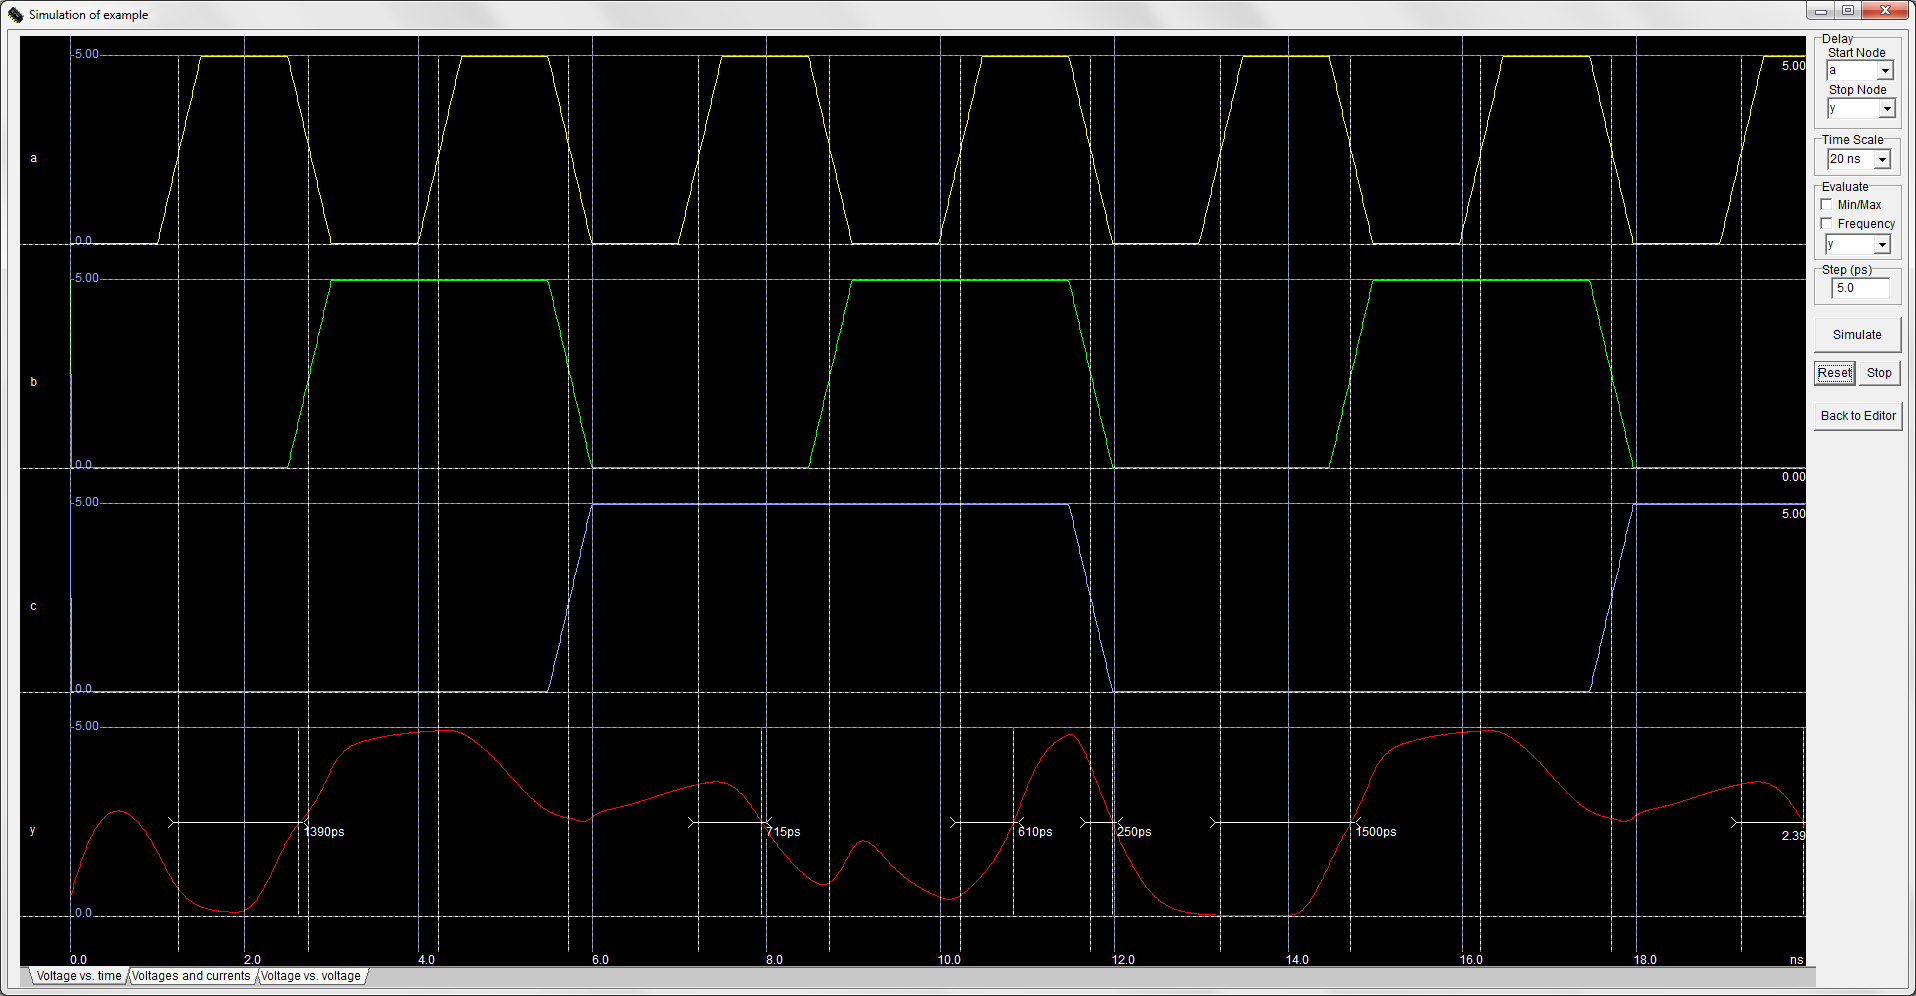 Simulation of example
5.00
5.00
a
0.0
5.00
b
0.0
0.00
5.00
5.00
c
0.0
5.00
y
1390ps
715ps
610ps
250ps
1500ps
2.39
0.0
0.0 2.0 4.0 6.0 8.0 10.0 12.0 14.0 16.0 18.0 ns
Voltage vs. time Voltages and currents Voltage vs. voltage
Delay
Start Node
a
Stop Node
y
Time Scale
20 ns
Evaluate
Min/Max
Frequency
y
Step (ps)
5.0
Simulate
Reset Stop
Back to Editor